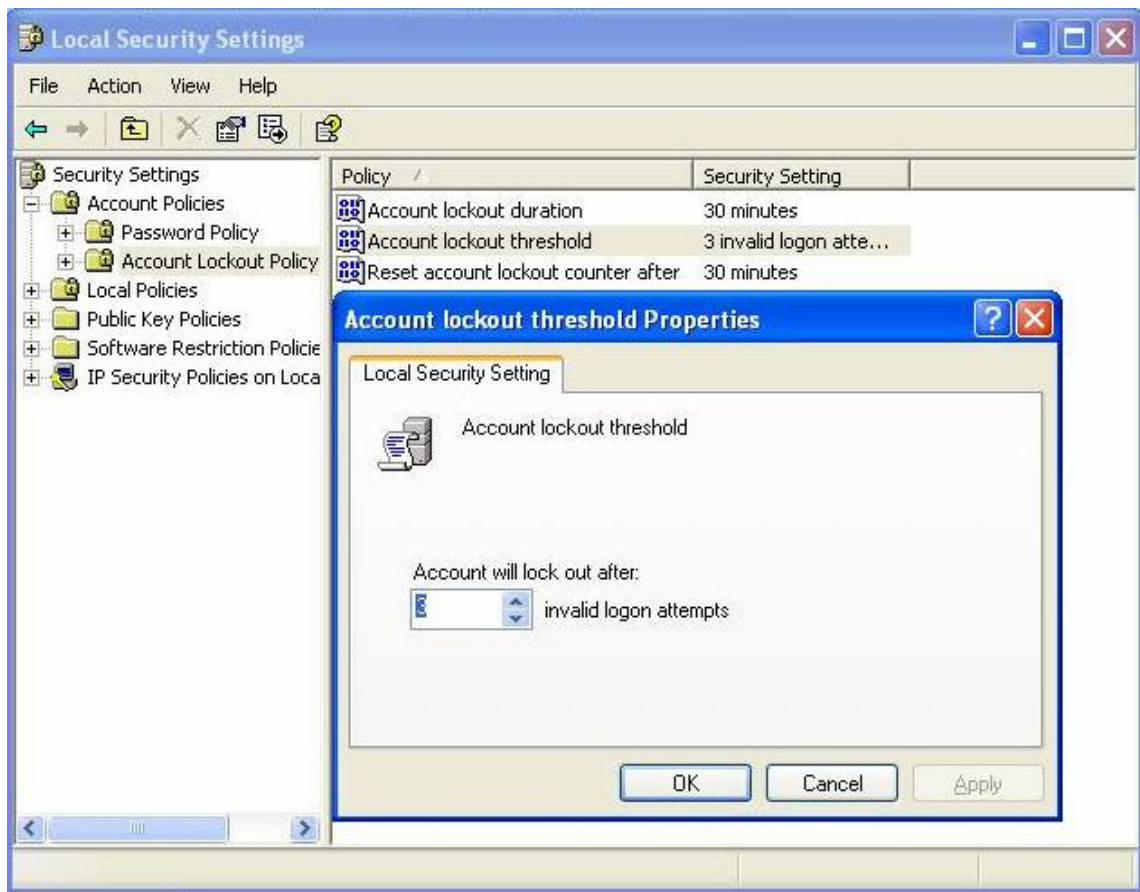 Local Security Settings
File Action View Help
Security Settings
Account Policies
Password Policy
Account Lockout Policy
Local Policies
Public Key Policies
Software Restriction Policie
IP Security Policies on Loca
Policy Security Setting
Account lockout duration 30 minutes
Account lockout threshold 3 invalid logon atte...
Reset account lockout counter after 30 minutes
Account lockout threshold Properties
Local Security Setting
Account lockout threshold
Account will lock out after:
3 invalid logon attempts
OK Cancel Apply